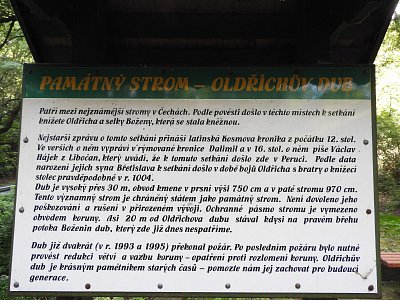 PAMÁTNÝ STROM – OLDŘICHŮV DUB
Patří mezi nejznámější stromy v Čechách. Podle pověsti došlo v těchto místech k setkání
knížete Oldřicha a selky Boženy, která se stala kněžnou.
Nejstarší zprávu o tomto setkání přináší latinská Kosmova kronika z počátku 12. stol.
Ve verších o něm vypráví v rýmované kronice Dalimil a v 16. stol. o něm píše Václav
Hájek z Libočan, který uvádí, že k tomuto setkání došlo zde v Peruci. Podle data
narození jejich syna Břetislava k setkání došlo v době bojů Oldřicha s bratry o knížecí
stolec pravděpodobně v r. 1004.
Dub je vysoký přes 30 m, obvod kmene v prsní výši 750 cm a v patě stromu 970 cm.
Tento významný strom je chráněný státem jako památný strom. Není dovoleno jeho
poškozování a rušení v přirozeném vývoji. Ochranné pásmo stromu je vymezeno
obvodem koruny. Asi 20 m od Oldřichova dubu stával kdysi na pravém břehu
potoka Boženin dub, který zde již dnes nespatříme.
Dub již dvakrát (v r. 1993 a 1995) překonal požár. Po posledním požáru bylo nutné
provést redukci větví a vazbu koruny – opatření proti rozlomení koruny. Oldřichův
dub je krásným pamětníkem starých časů – pomozte nám jej zachovat pro budoucí
generace.